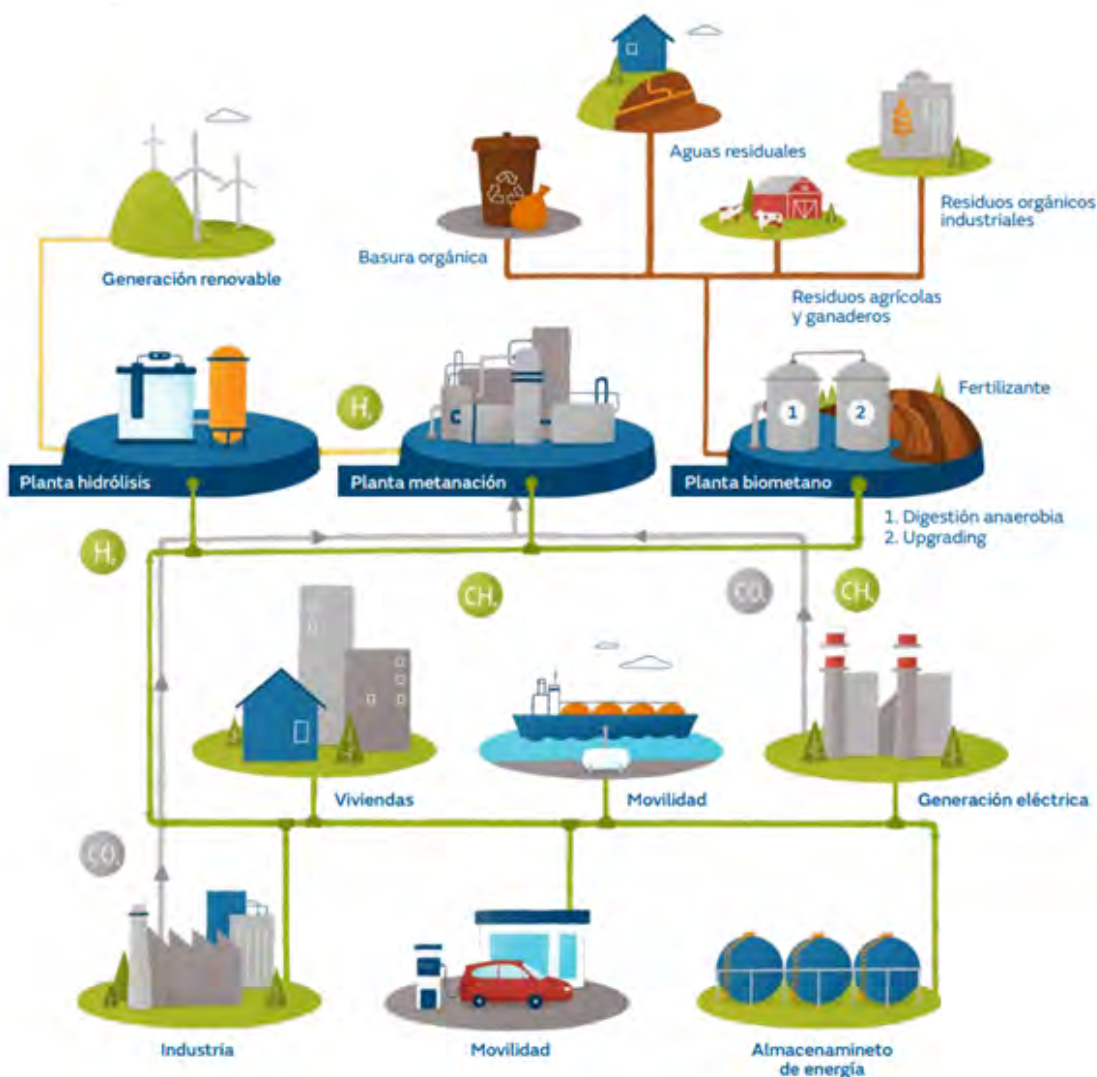 Aguas residuales
Residuos orgánicos
industriales
Basura orgánica
Generación renovable
Residuos agrícolas
y ganaderos
Fertilizante
1
2
H₂
C
Planta hidrólisis
Planta metanación
Planta biometano
1. Digestión anaerobia
2. Upgrading
H₂
CH₄
CO₂
CH₄
Viviendas
Movilidad
Generación eléctrica
CO₂
Industria
Movilidad
Almacenamineto
de energía